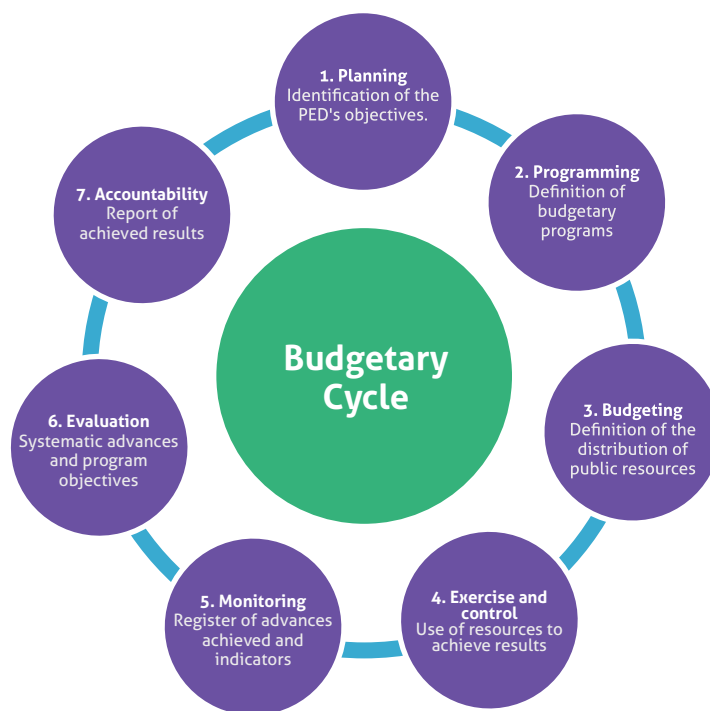 1. Planning
Identification of the
PED's objectives.
2. Programming
Definition of
budgetary
programs
3. Budgeting
Definition of the
distribution of
public resources
4. Exercise and
control
Use of resources to
achieve results
5. Monitoring
Register of advances
achieved and
indicators
6. Evaluation
Systematic advances
and program
objectives
7. Accountability
Report of
achieved results
Budgetary
Cycle